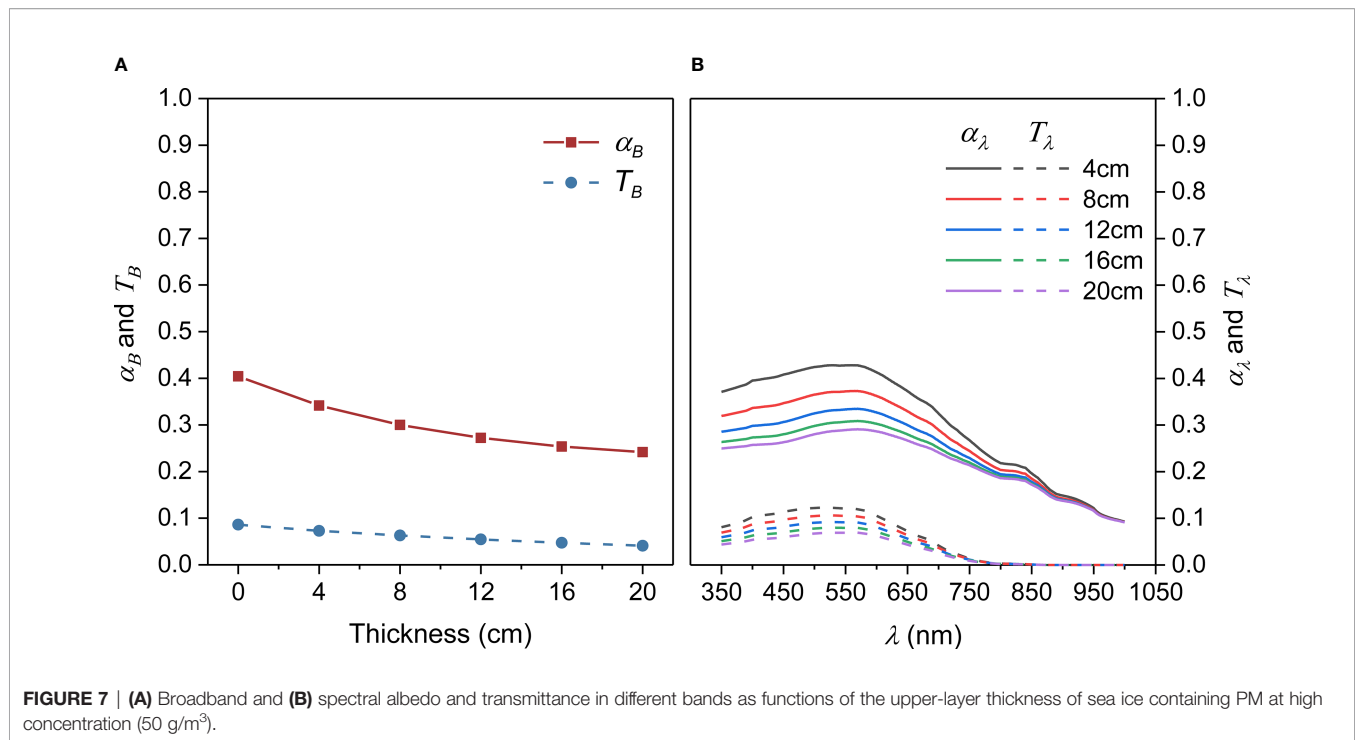 A
B
1.0
0.9
0.8
0.7
0.6
0.5
0.4
0.3
0.2
0.1
0.0
α_B and T_B
α_B
T_B
0 4 8 12 16 20
Thickness (cm)
α_λ T_λ
4cm
8cm
12cm
16cm
20cm
1.0
0.9
0.8
0.7
0.6
0.5
0.4
0.3
0.2
0.1
0.0
α_λ and T_λ
350 450 550 650 750 850 950 1050
λ (nm)
FIGURE 7 | (A) Broadband and (B) spectral albedo and transmittance in different bands as functions of the upper-layer thickness of sea ice containing PM at high
concentration (50 g/m³).